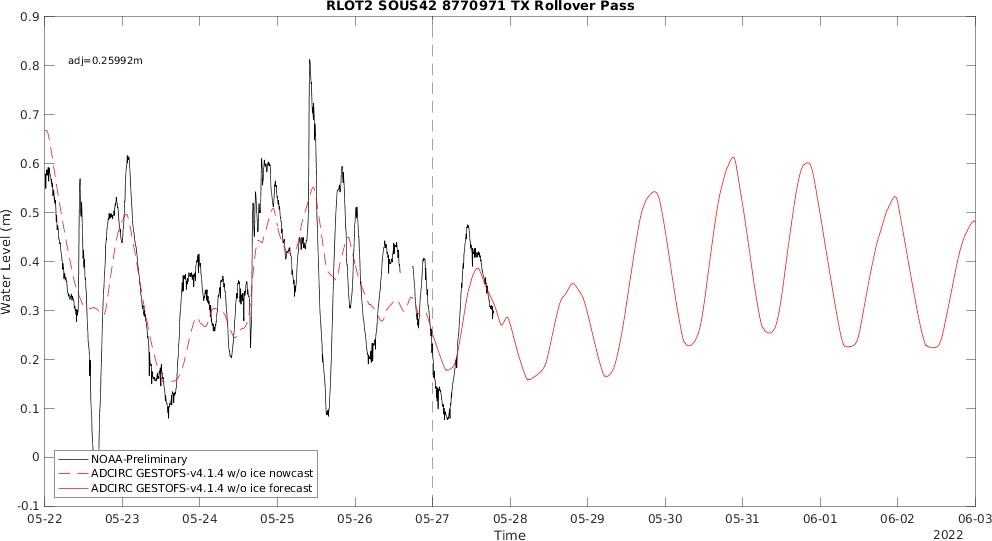 RLOT2 SOUS42 8770971 TX Rollover Pass
0.9
0.8
0.7
0.6
0.5
0.4
0.3
0.2
0.1
0
-0.1
Water Level (m)
adj=0.25992m
NOAA-Preliminary
ADCIRC GESTOFS-v4.1.4 w/o ice nowcast
ADCIRC GESTOFS-v4.1.4 w/o ice forecast
05-22 05-23 05-24 05-25 05-26 05-27 05-28 05-29 05-30 05-31 06-01 06-02 06-03
Time
2022